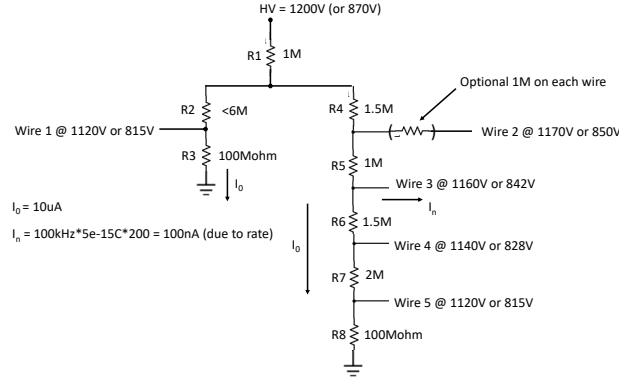 HV = 1200V (or 870V)
R1
1M
Optional 1M on each wire
R2
<6M
R4
1.5M
Wire 1 @ 1120V or 815V
Wire 2 @ 1170V or 850V
R3
100Mohm
R5
1M
I₀
Wire 3 @ 1160V or 842V
Iₙ
I₀ = 10uA
R6
1.5M
Iₙ = 100kHz*5e-15C*200 = 100nA (due to rate)
I₀
Wire 4 @ 1140V or 828V
R7
2M
Wire 5 @ 1120V or 815V
R8
100Mohm